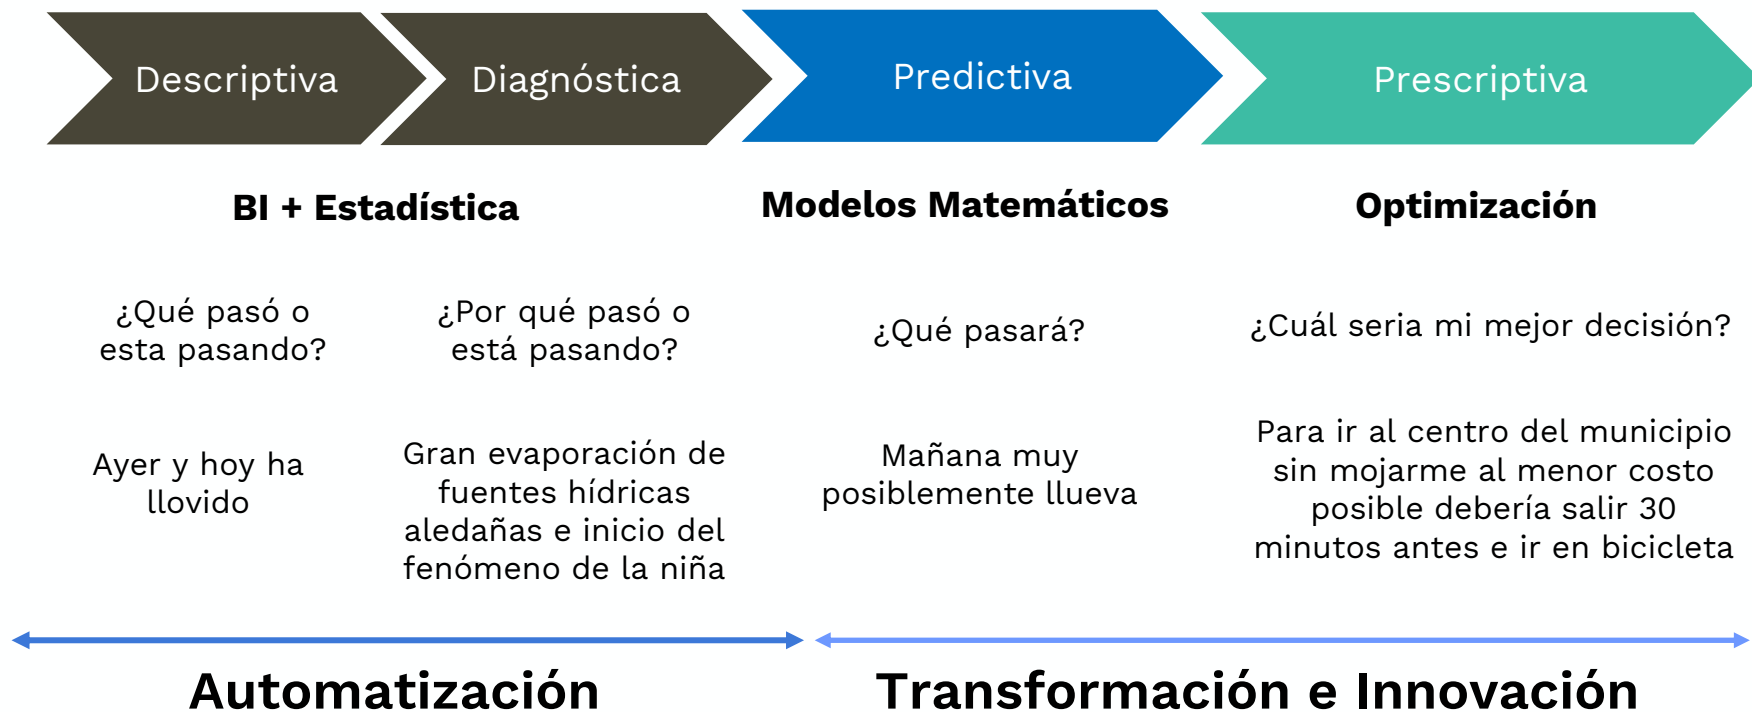 Descriptiva
Diagnóstica
Predictiva
Prescriptiva
BI + Estadística
Modelos Matemáticos
Optimización
¿Qué pasó o
esta pasando?
¿Por qué pasó o
está pasando?
¿Qué pasará?
¿Cuál seria mi mejor decisión?
Ayer y hoy ha
llovido
Gran evaporación de
fuentes hídricas
aledañas e inicio del
fenómeno de la niña
Mañana muy
posiblemente llueva
Para ir al centro del municipio
sin mojarme al menor costo
posible debería salir 30
minutos antes e ir en bicicleta
Automatización
Transformación e Innovación